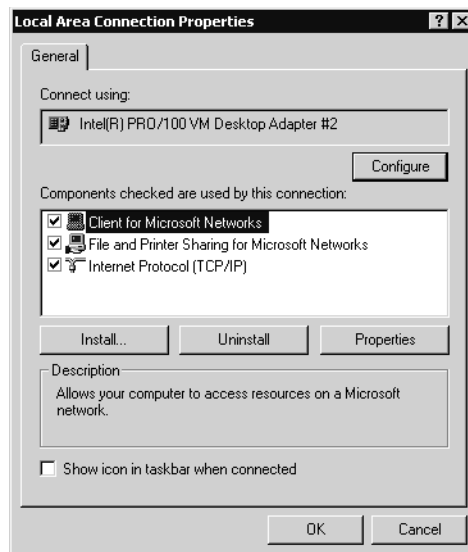 Local Area Connection Properties
General
Connect using:
Intel(R) PRO/100 VM Desktop Adapter #2
Configure
Components checked are used by this connection:
Client for Microsoft Networks
File and Printer Sharing for Microsoft Networks
Internet Protocol (TCP/IP)
Install... Uninstall Properties
Description
Allows your computer to access resources on a Microsoft
network.
Show icon in taskbar when connected
OK Cancel